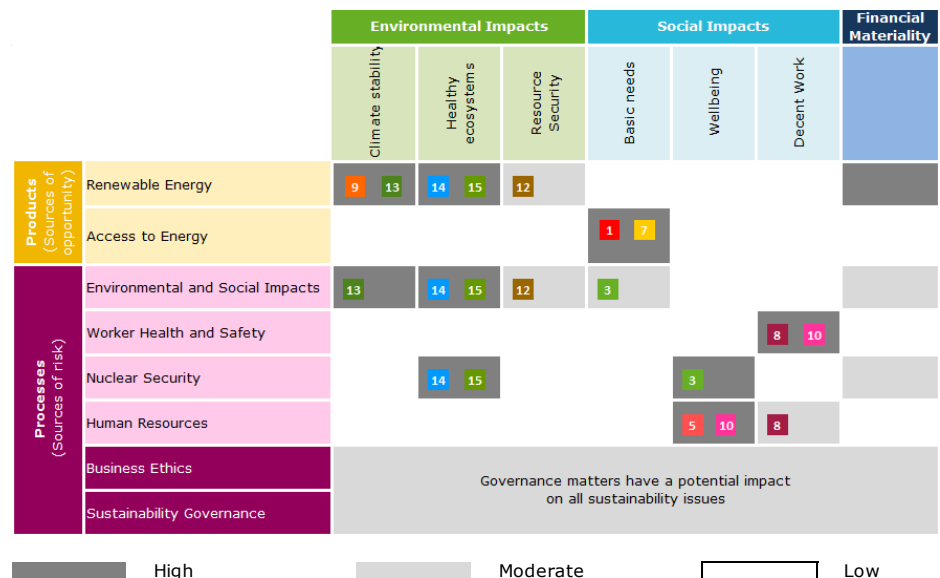 Environmental Impacts
Social Impacts
Financial
Materiality
Climate stability
Healthy
ecosystems
Resource
Security
Basic needs
Wellbeing
Decent Work
Products
(Sources of
opportunity)
Renewable Energy
9 13 14 15 12
Access to Energy
1 7
Processes
(Sources of risk)
Environmental and Social Impacts
13 14 15 12 3
Worker Health and Safety
8 10
Nuclear Security
14 15 3
Human Resources
5 10 8
Business Ethics
Sustainability Governance
Governance matters have a potential impact
on all sustainability issues
High
Moderate
Low